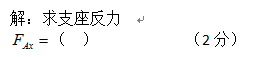 解：求支座反力 ↵
F_Ax =（ ） （2 分）